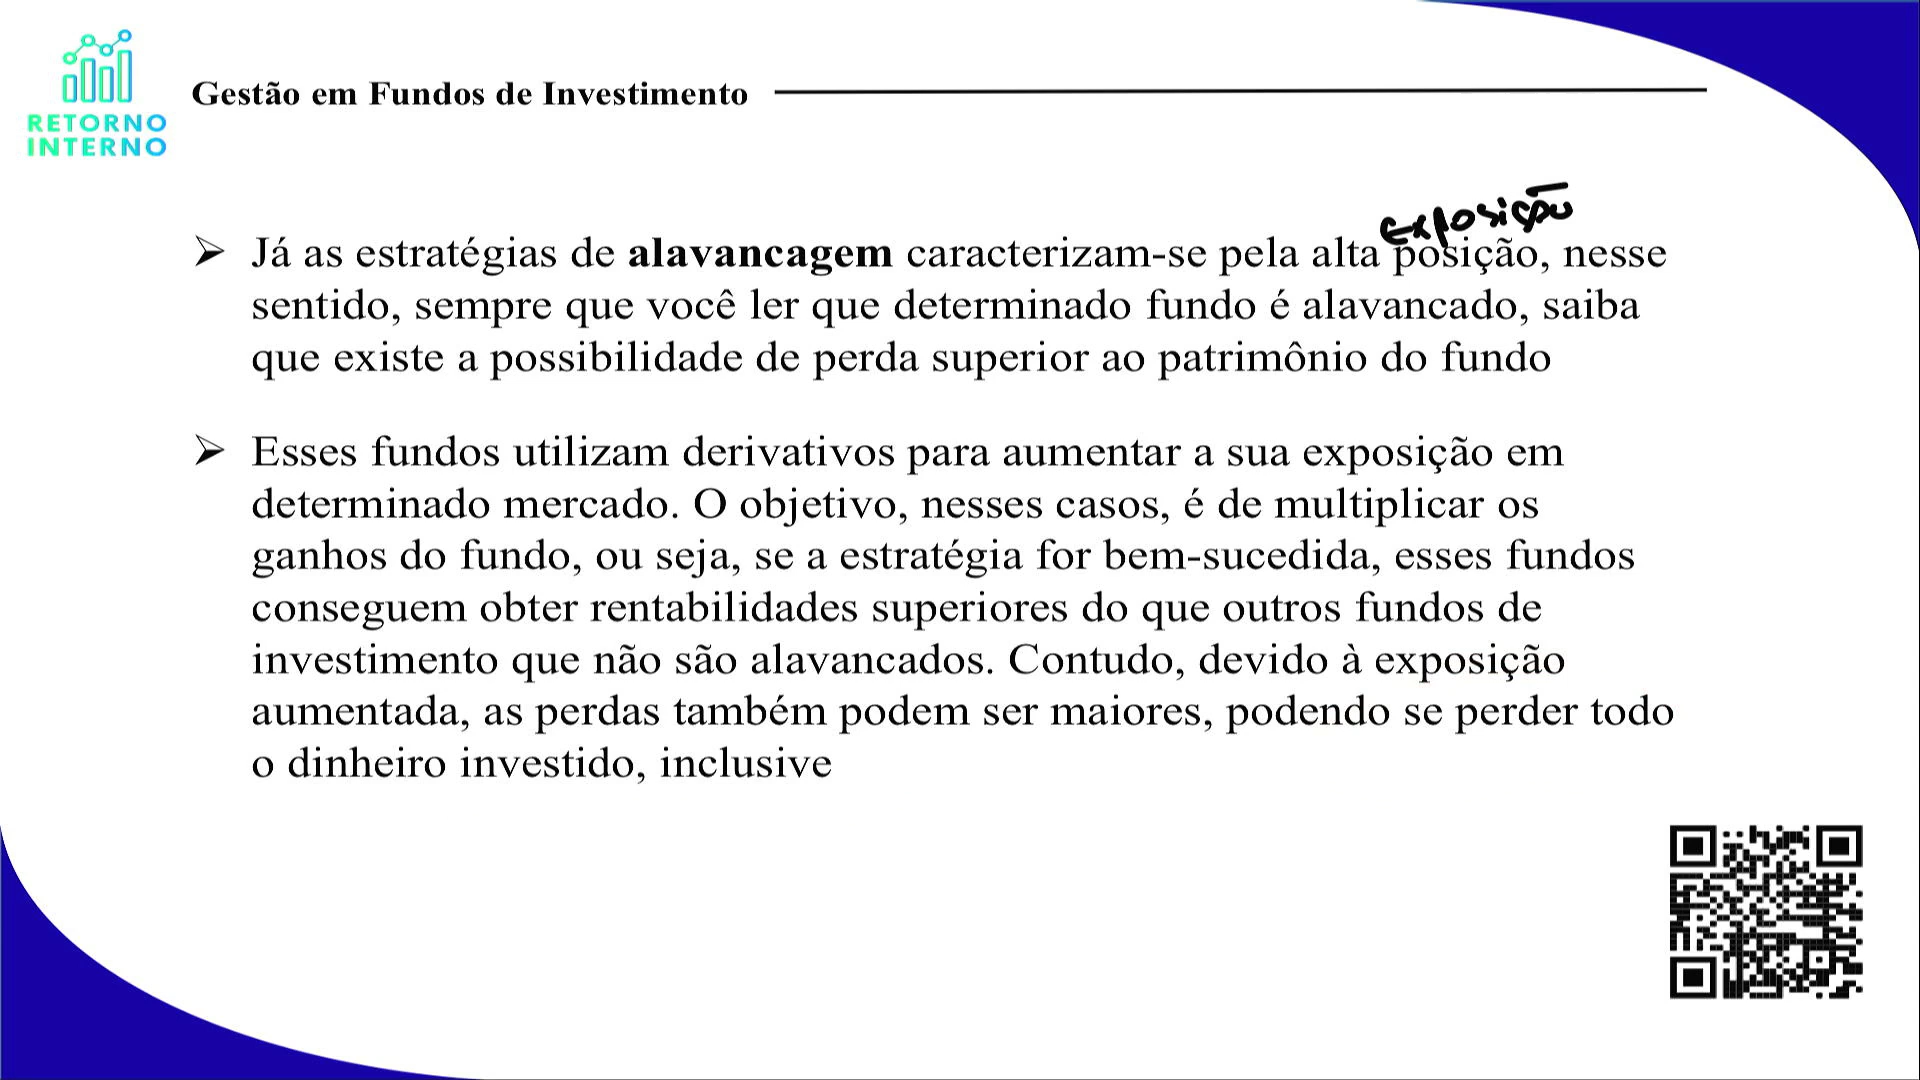 RETORNO
INTERNO
Gestão em Fundos de Investimento
exposição
➢ Já as estratégias de alavancagem caracterizam-se pela alta posição, nesse
sentido, sempre que você ler que determinado fundo é alavancado, saiba
que existe a possibilidade de perda superior ao patrimônio do fundo
➢ Esses fundos utilizam derivativos para aumentar a sua exposição em
determinado mercado. O objetivo, nesses casos, é de multiplicar os
ganhos do fundo, ou seja, se a estratégia for bem-sucedida, esses fundos
conseguem obter rentabilidades superiores do que outros fundos de
investimento que não são alavancados. Contudo, devido à exposição
aumentada, as perdas também podem ser maiores, podendo se perder todo
o dinheiro investido, inclusive